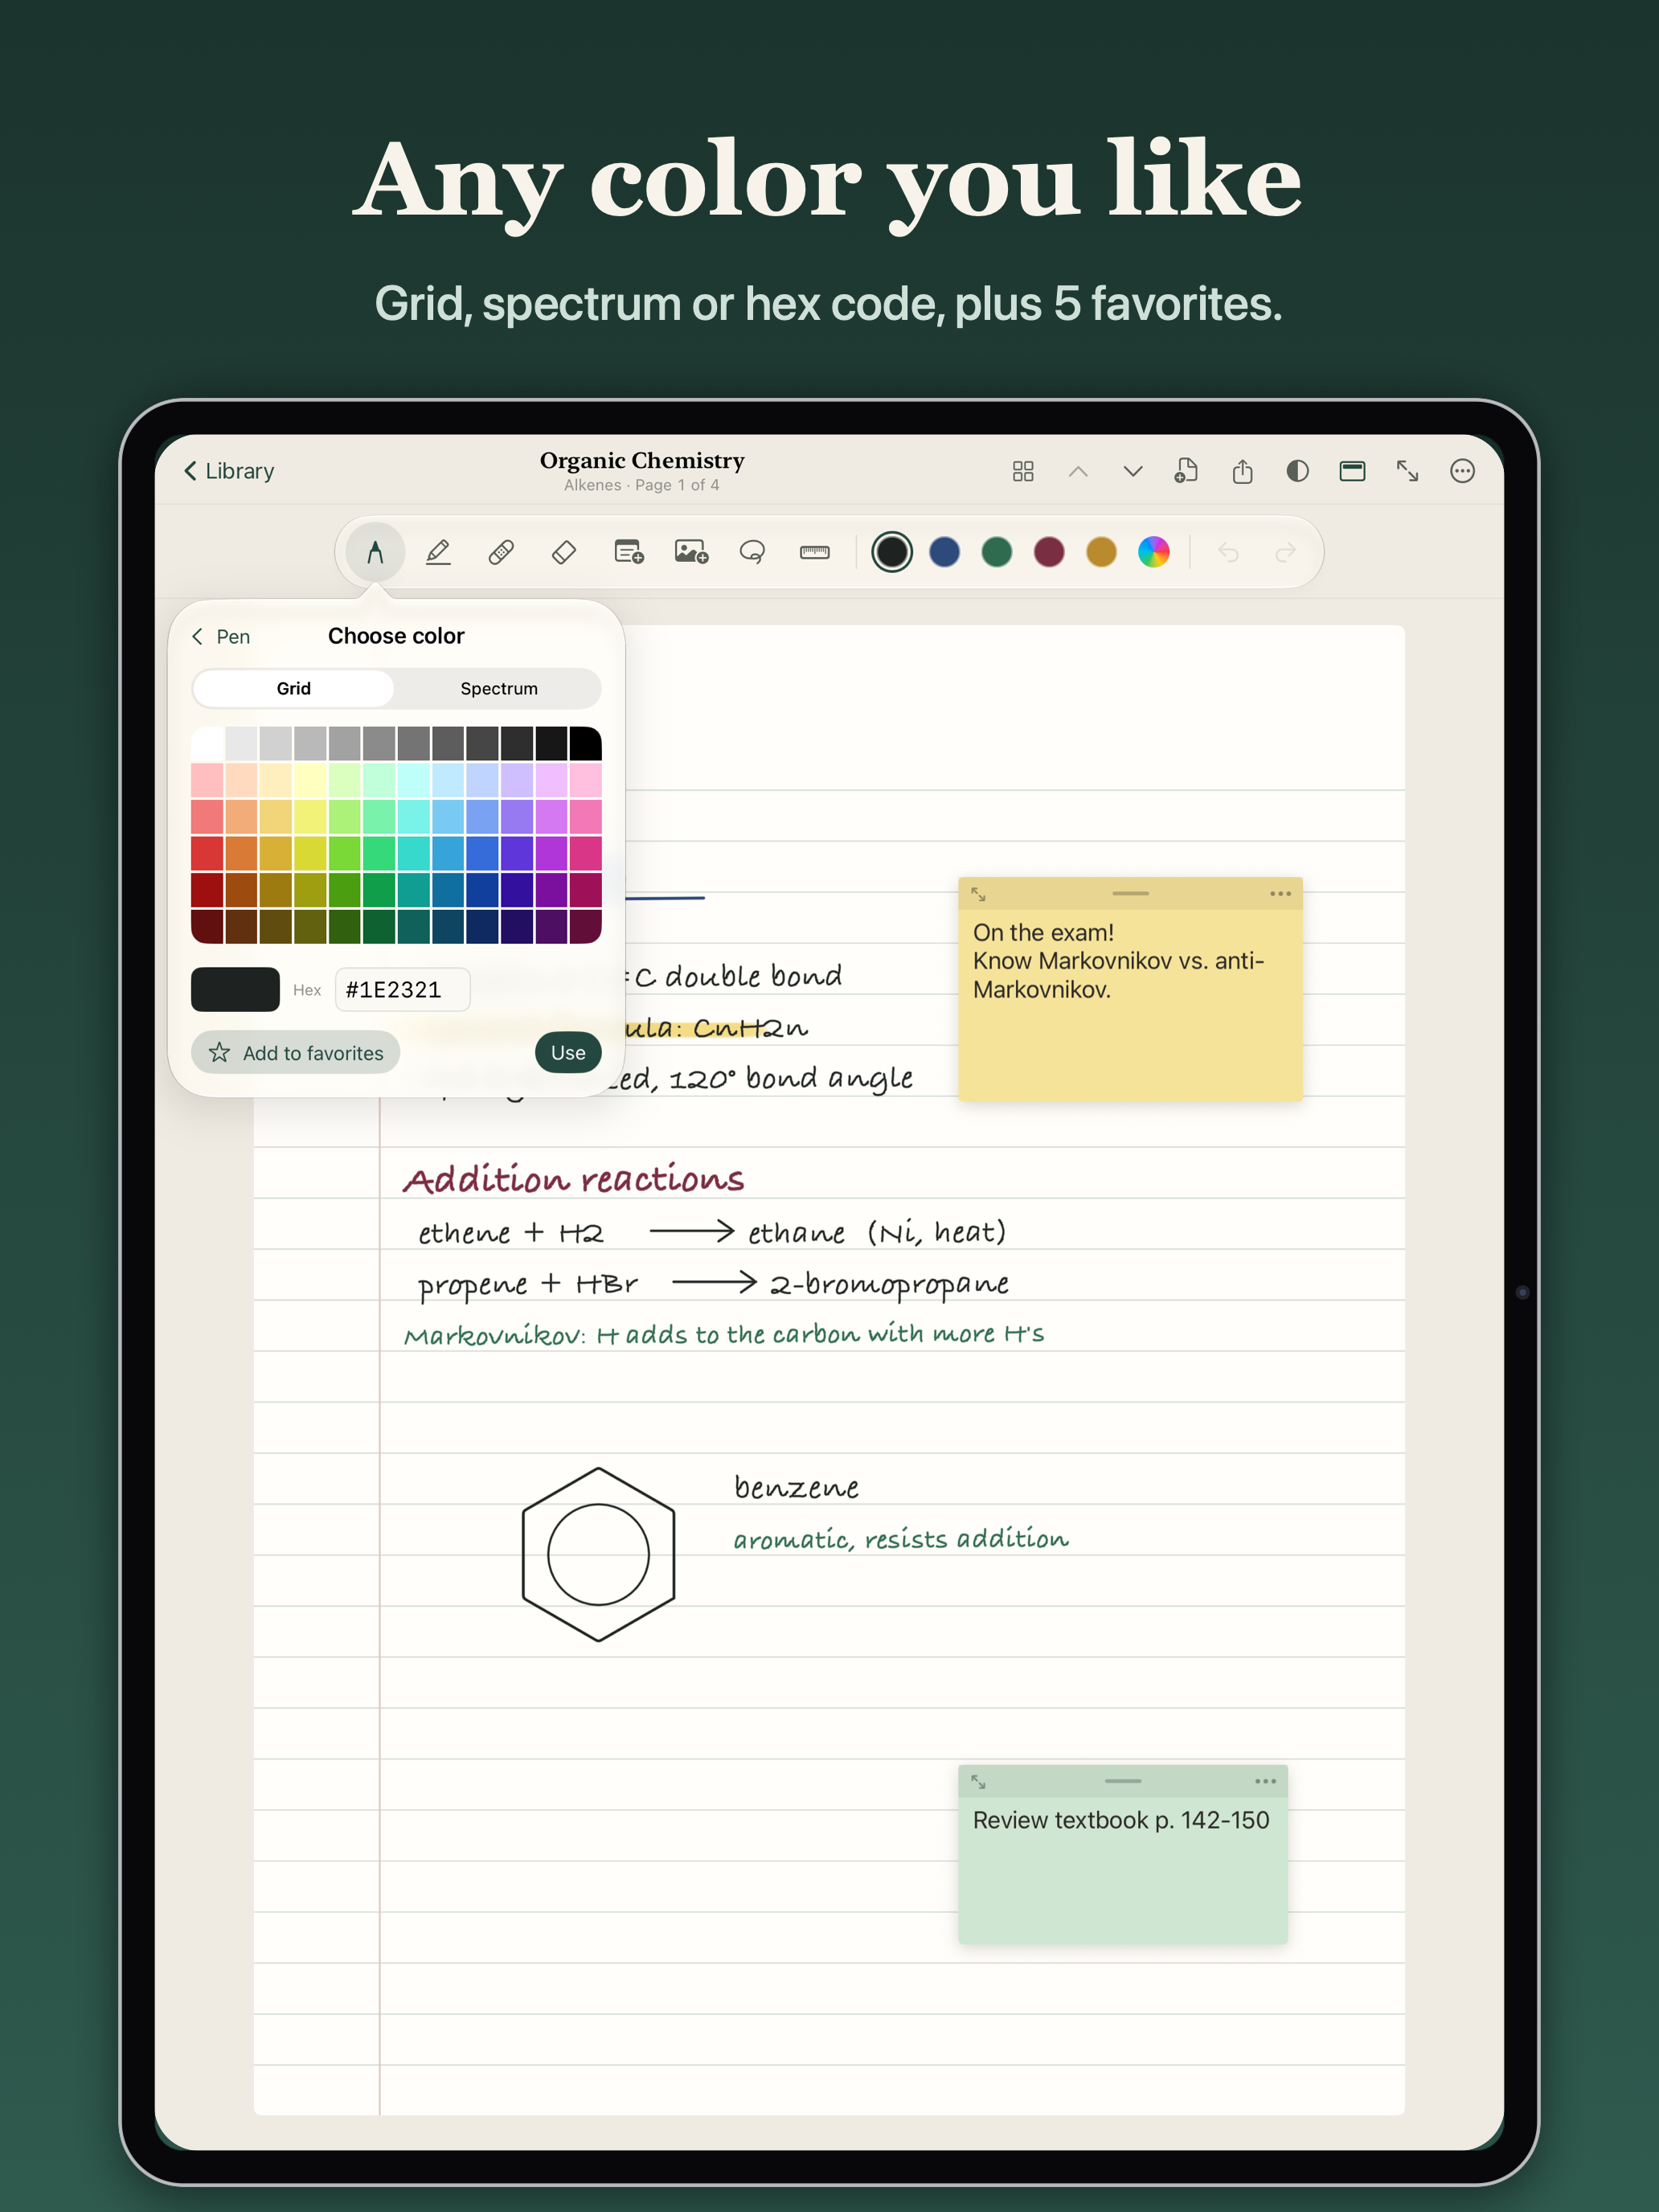 Any color you like
Grid, spectrum or hex code, plus 5 favorites.
Library
Organic Chemistry
Alkenes · Page 1 of 4
Pen
Choose color
Grid
Spectrum
Hex
#1E2321
Add to favorites
Use
C double bond
CnH2n
120° bond angle
On the exam!
Know Markovnikov vs. anti-
Markovnikov.
Addition reactions
ethene + H2 ⟶ ethane (Ni, heat)
propene + HBr ⟶ 2-bromopropane
Markovnikov: H adds to the carbon with more H's
benzene
aromatic, resists addition
Review textbook p. 142-150